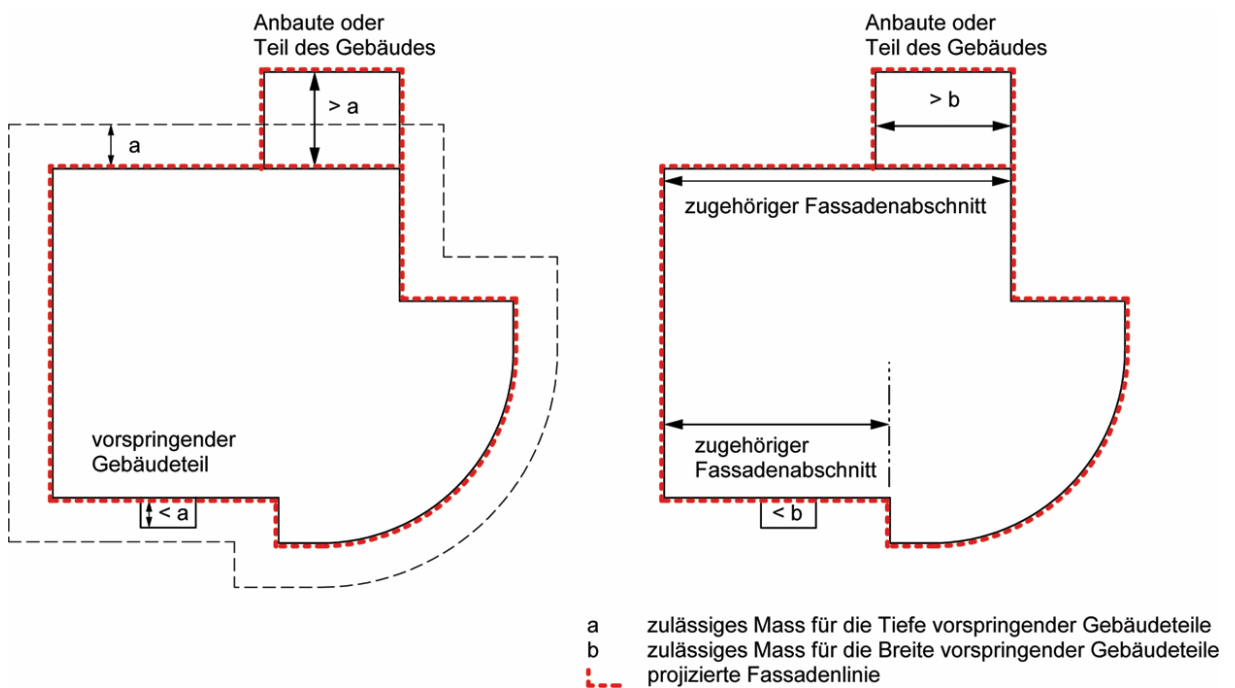 Anbaute oder
Teil des Gebäudes
> a
a
vorspringender
Gebäudeteil
< a
Anbaute oder
Teil des Gebäudes
> b
zugehöriger Fassadenabschnitt
zugehöriger
Fassadenabschnitt
< b
a zulässiges Mass für die Tiefe vorspringender Gebäudeteile
b zulässiges Mass für die Breite vorspringender Gebäudeteile
projizierte Fassadenlinie